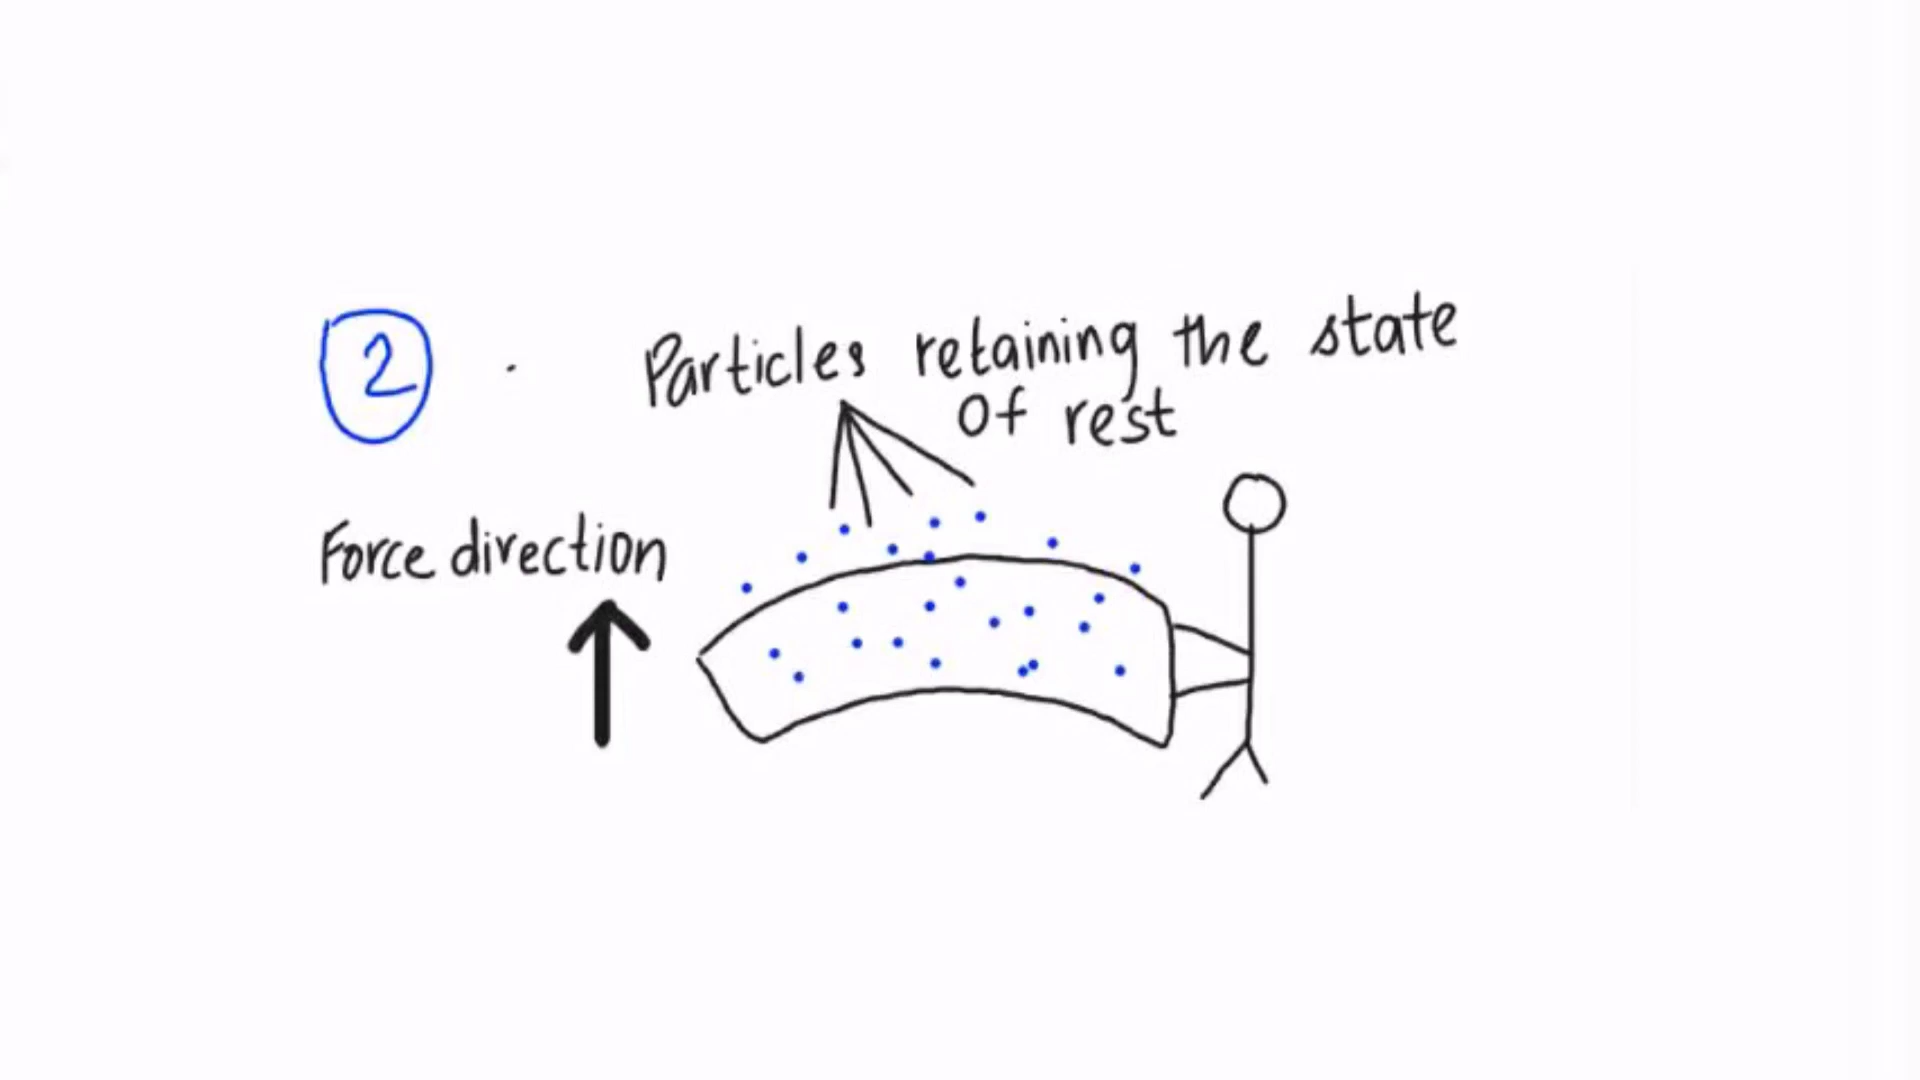 2
Particles retaining the state
of rest
Force direction